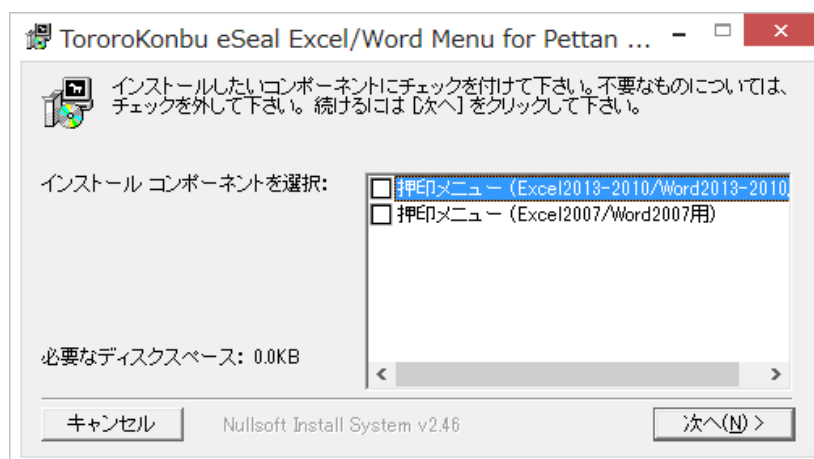 TororoKonbu eSeal Excel/Word Menu for Pettan ...
インストールしたいコンポーネントにチェックを付けて下さい。不要なものについては、
チェックを外して下さい。 続けるには [次へ] をクリックして下さい。
インストール コンポーネントを選択:
押印メニュー (Excel2013-2010/Word2013-2010
押印メニュー (Excel2007/Word2007用)
必要なディスクスペース: 0.0KB
キャンセル
Nullsoft Install System v2.46
次へ(N) >